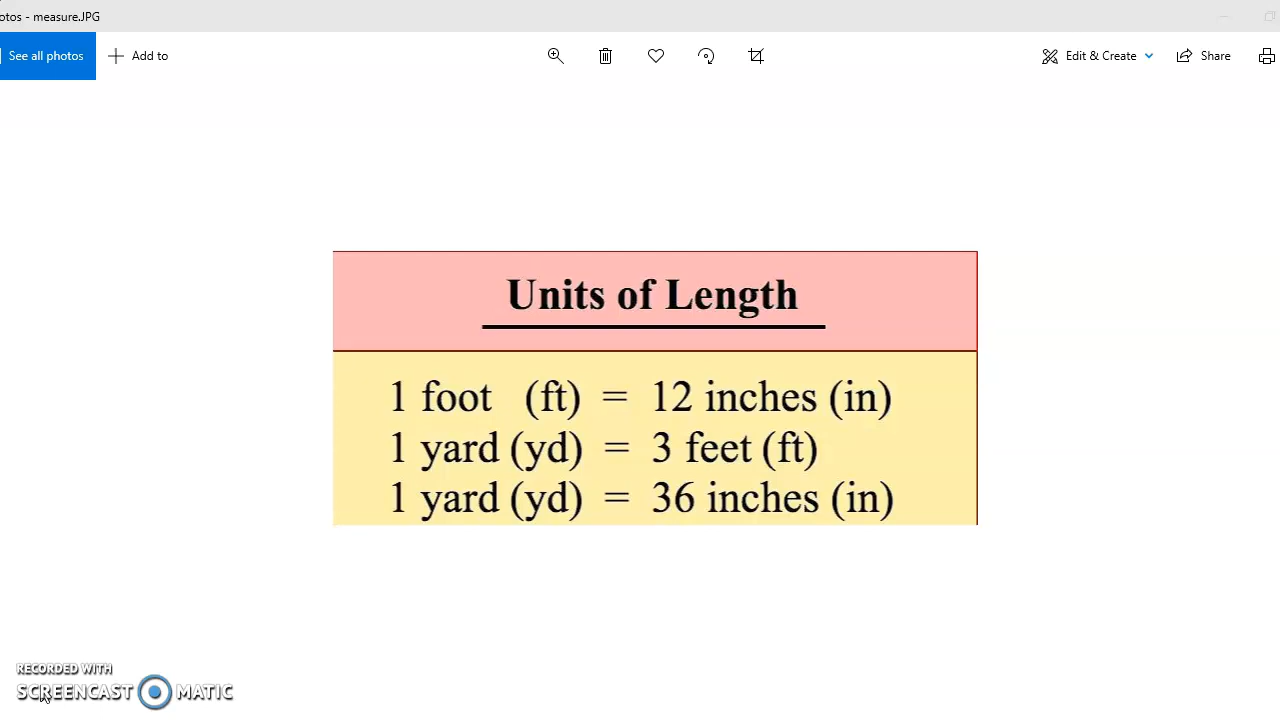 otos - measure.JPG
See all photos
Add to
Edit & Create
Share
Units of Length
1 foot (ft) = 12 inches (in)
1 yard (yd) = 3 feet (ft)
1 yard (yd) = 36 inches (in)
RECORDED WITH
SCREENCAST MATIC